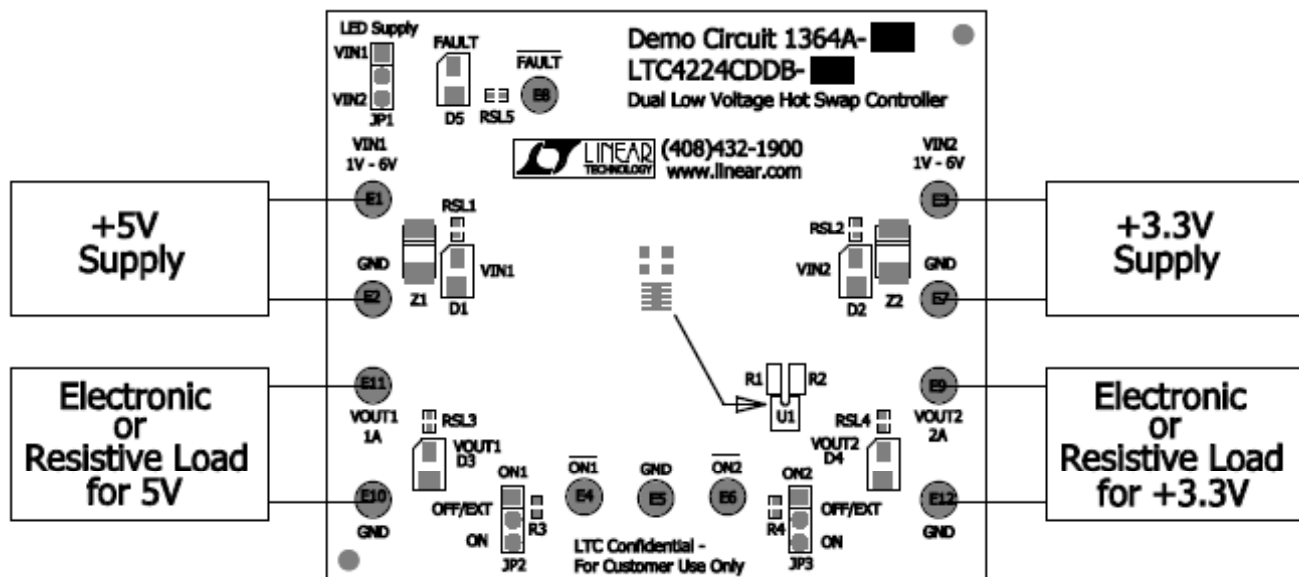 LED Supply
VIN1
VIN2
JP1
FAULT
D5
RSL5
FAULT
E8
Demo Circuit 1364A-
LTC4224CDDB-
Dual Low Voltage Hot Swap Controller
LINEAR
TECHNOLOGY
(408)432-1900
www.linear.com
VIN1
1V - 6V
E1
GND
E2
+5V
Supply
RSL1
VIN1
Z1
D1
VIN2
1V - 6V
E3
GND
E7
+3.3V
Supply
RSL2
VIN2
D2
Z2
Electronic
or
Resistive Load
for 5V
E11
VOUT1
1A
E10
GND
RSL3
VOUT1
D3
R1
R2
U1
E9
VOUT2
2A
E12
GND
RSL4
VOUT2
D4
Electronic
or
Resistive Load
for +3.3V
ON1
OFF/EXT
ON
JP2
R3
ON1
E4
GND
E5
ON2
E6
ON2
OFF/EXT
ON
JP3
R4
LTC Confidential -
For Customer Use Only